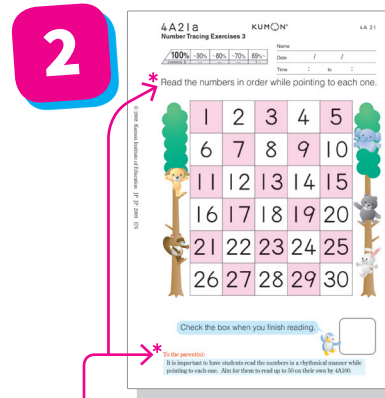 2
4A21a
KUMON
4A 21
Number Tracing Exercises 3
100% ~90% ~80% ~70% 69%~
Name
Date / /
Time : to :
* Read the numbers in order while pointing to each one.
© 2009 Kumon Institute of Education JP JP 2009 EN
1 2 3 4 5
6 7 8 9 10
11 12 13 14 15
16 17 18 19 20
21 22 23 24 25
26 27 28 29 30
Check the box when you finish reading.
* To the parent(s):
It is important to have students read the numbers in a rhythmical manner while
pointing to each one. Aim for them to read up to 50 on their own by 4A100.